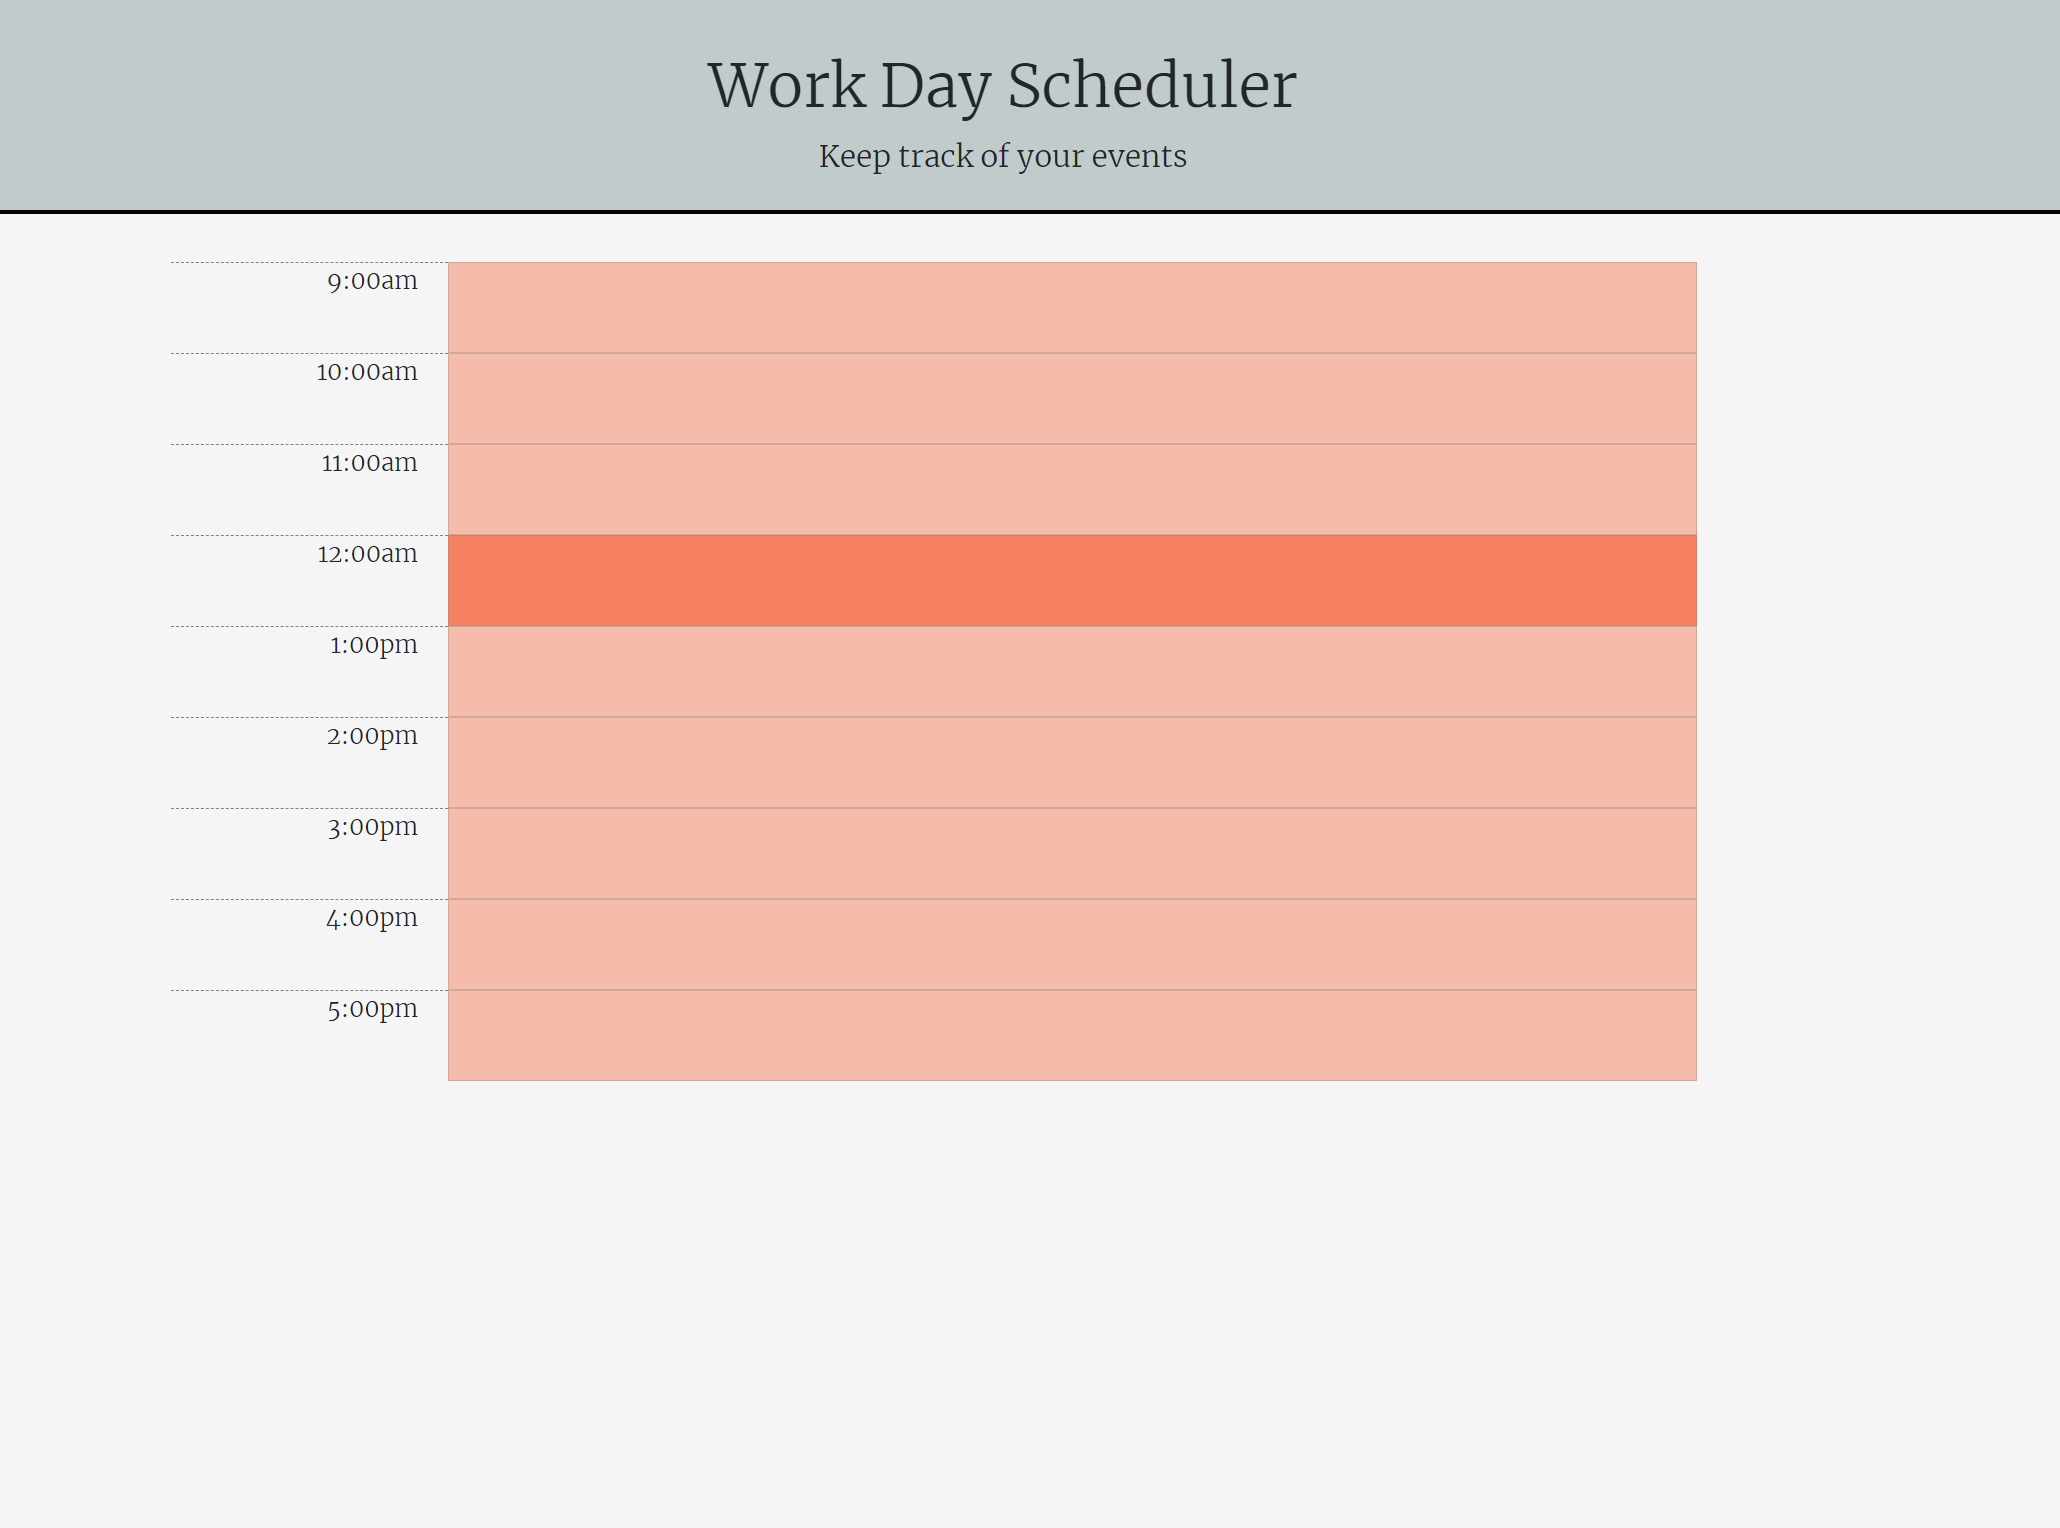 Work Day Scheduler
Keep track of your events
9:00am
10:00am
11:00am
12:00am
1:00pm
2:00pm
3:00pm
4:00pm
5:00pm